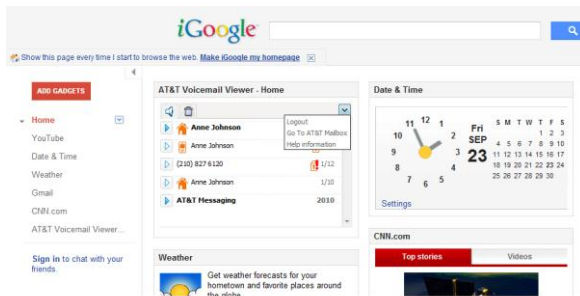 iGoogle
Show this page every time I start to browse the web. Make iGoogle my homepage
ADD GADGETS
Home
YouTube
Date & Time
Weather
Gmail
CNN.com
AT&T Voicemail Viewer...
Sign in to chat with your
friends.
AT&T Voicemail Viewer - Home
Logout
Go To AT&T Mailbox
Help information
Anne Johnson
Anne Johnson
(210) 827 6120 1/12
Anne Johnson 1/10
AT&T Messaging 2010
Weather
Get weather forecasts for your
hometown and favorite places around
the globe
Date & Time
12
11 1
10 2
9 3
8 4
7 5
6
Fri
SEP
23
S M T W T F S
1 2 3
4 5 6 7 8 9 10
11 12 13 14 15 16 17
18 19 20 21 22 23 24
25 26 27 28 29 30
Settings
CNN.com
Top stories Videos